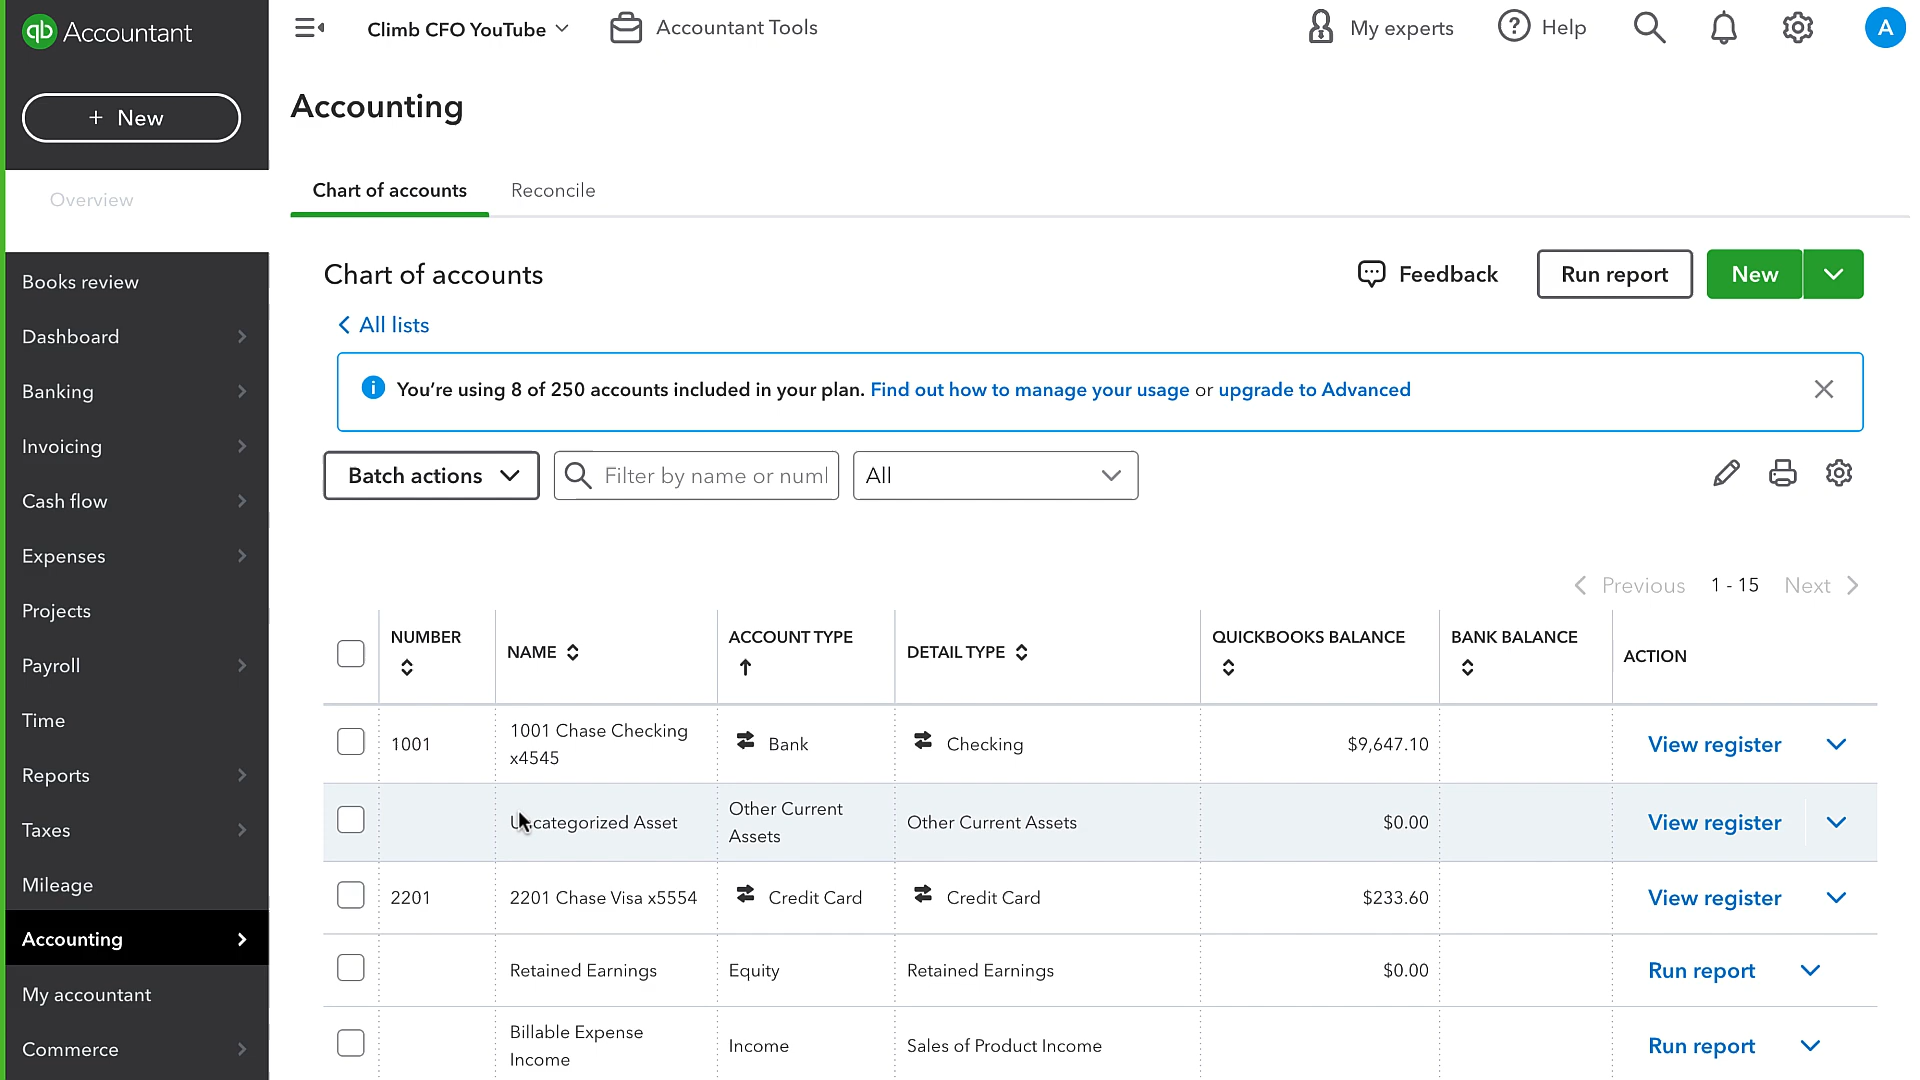 qb Accountant
Climb CFO YouTube
Accountant Tools
My experts
Help
A
+ New
Accounting
Overview
Chart of accounts
Reconcile
Books review
Dashboard
Banking
Invoicing
Cash flow
Expenses
Projects
Payroll
Time
Reports
Taxes
Mileage
Accounting
My accountant
Commerce
Chart of accounts
Feedback
Run report
New
All lists
You're using 8 of 250 accounts included in your plan. Find out how to manage your usage or upgrade to Advanced
Batch actions
Filter by name or num
All
Previous 1 - 15 Next
NUMBER
NAME
ACCOUNT TYPE
DETAIL TYPE
QUICKBOOKS BALANCE
BANK BALANCE
ACTION
1001
1001 Chase Checking
x4545
Bank
Checking
$9,647.10
View register
Uncategorized Asset
Other Current
Assets
Other Current Assets
$0.00
View register
2201
2201 Chase Visa x5554
Credit Card
Credit Card
$233.60
View register
Retained Earnings
Equity
Retained Earnings
$0.00
Run report
Billable Expense
Income
Income
Sales of Product Income
Run report